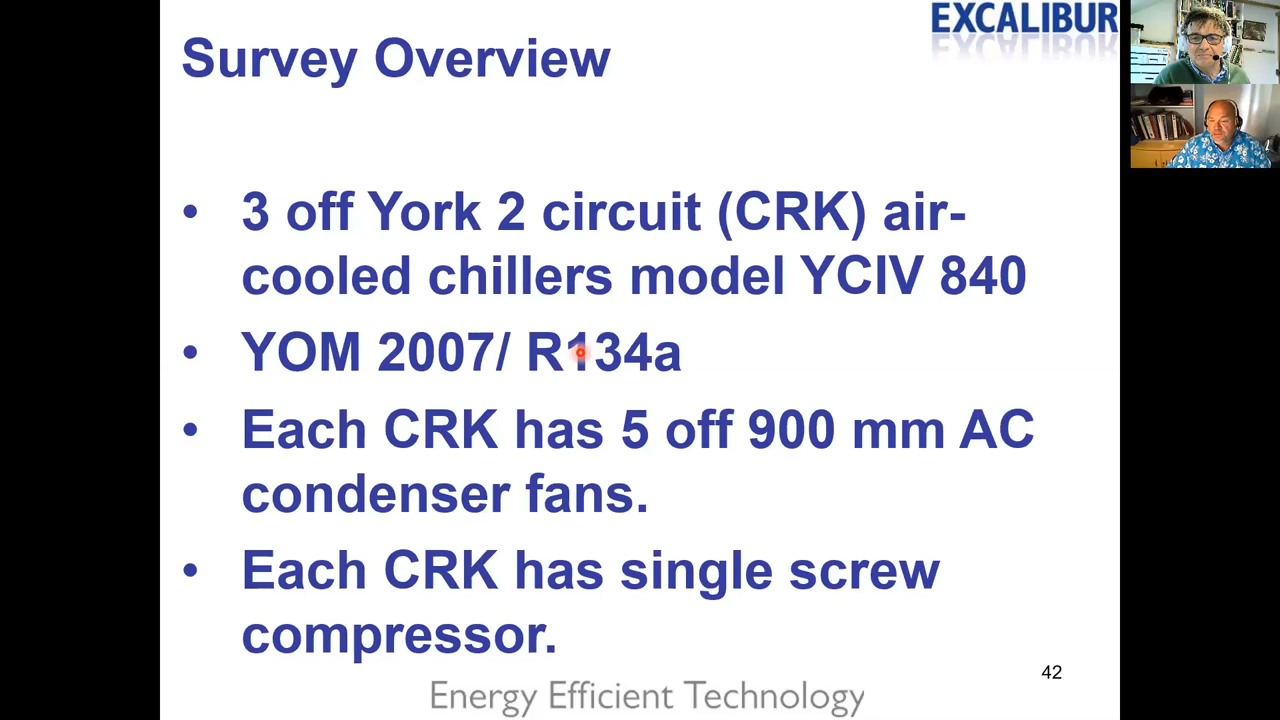 EXCALIBUR
Survey Overview
• 3 off York 2 circuit (CRK) air-
cooled chillers model YCIV 840
• YOM 2007/ R134a
• Each CRK has 5 off 900 mm AC
condenser fans.
• Each CRK has single screw
compressor.
42
Energy Efficient Technology